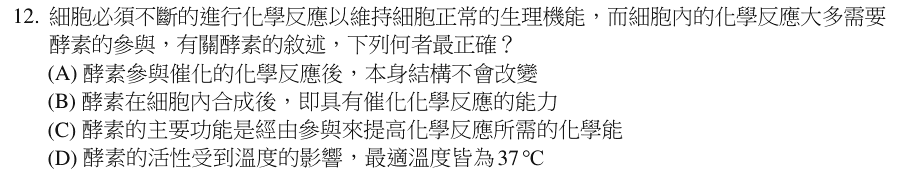 12. 細胞必須不斷的進行化學反應以維持細胞正常的生理機能，而細胞內的化學反應大多需要
酵素的參與，有關酵素的敘述，下列何者最正確？
(A) 酵素參與催化的化學反應後，本身結構不會改變
(B) 酵素在細胞內合成後，即具有催化化學反應的能力
(C) 酵素的主要功能是經由參與來提高化學反應所需的化學能
(D) 酵素的活性受到溫度的影響，最適溫度皆為 37 ℃